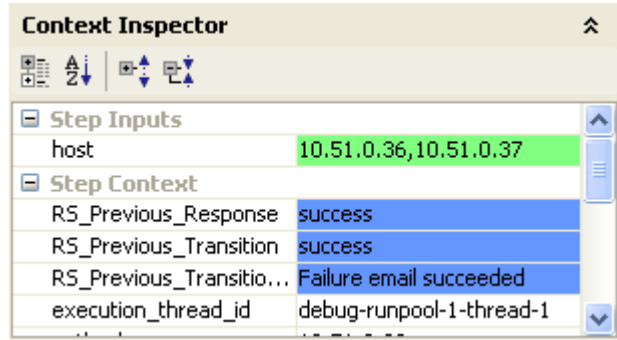 Context Inspector
Step Inputs
host 10.51.0.36,10.51.0.37
Step Context
RS_Previous_Response success
RS_Previous_Transition success
RS_Previous_Transitio... Failure email succeeded
execution_thread_id debug-runpool-1-thread-1